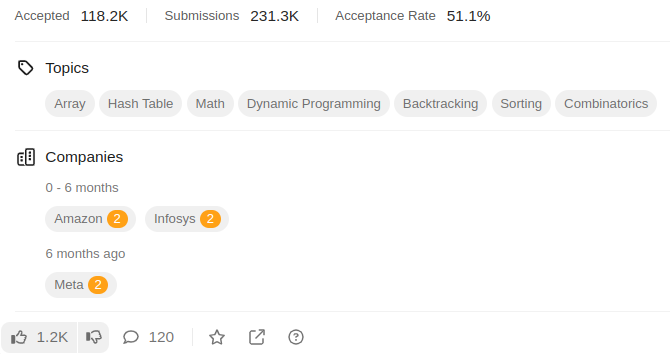 Accepted 118.2K Submissions 231.3K Acceptance Rate 51.1%
Topics
Array Hash Table Math Dynamic Programming Backtracking Sorting Combinatorics
Companies
0 - 6 months
Amazon 2 Infosys 2
6 months ago
Meta 2
1.2K 120